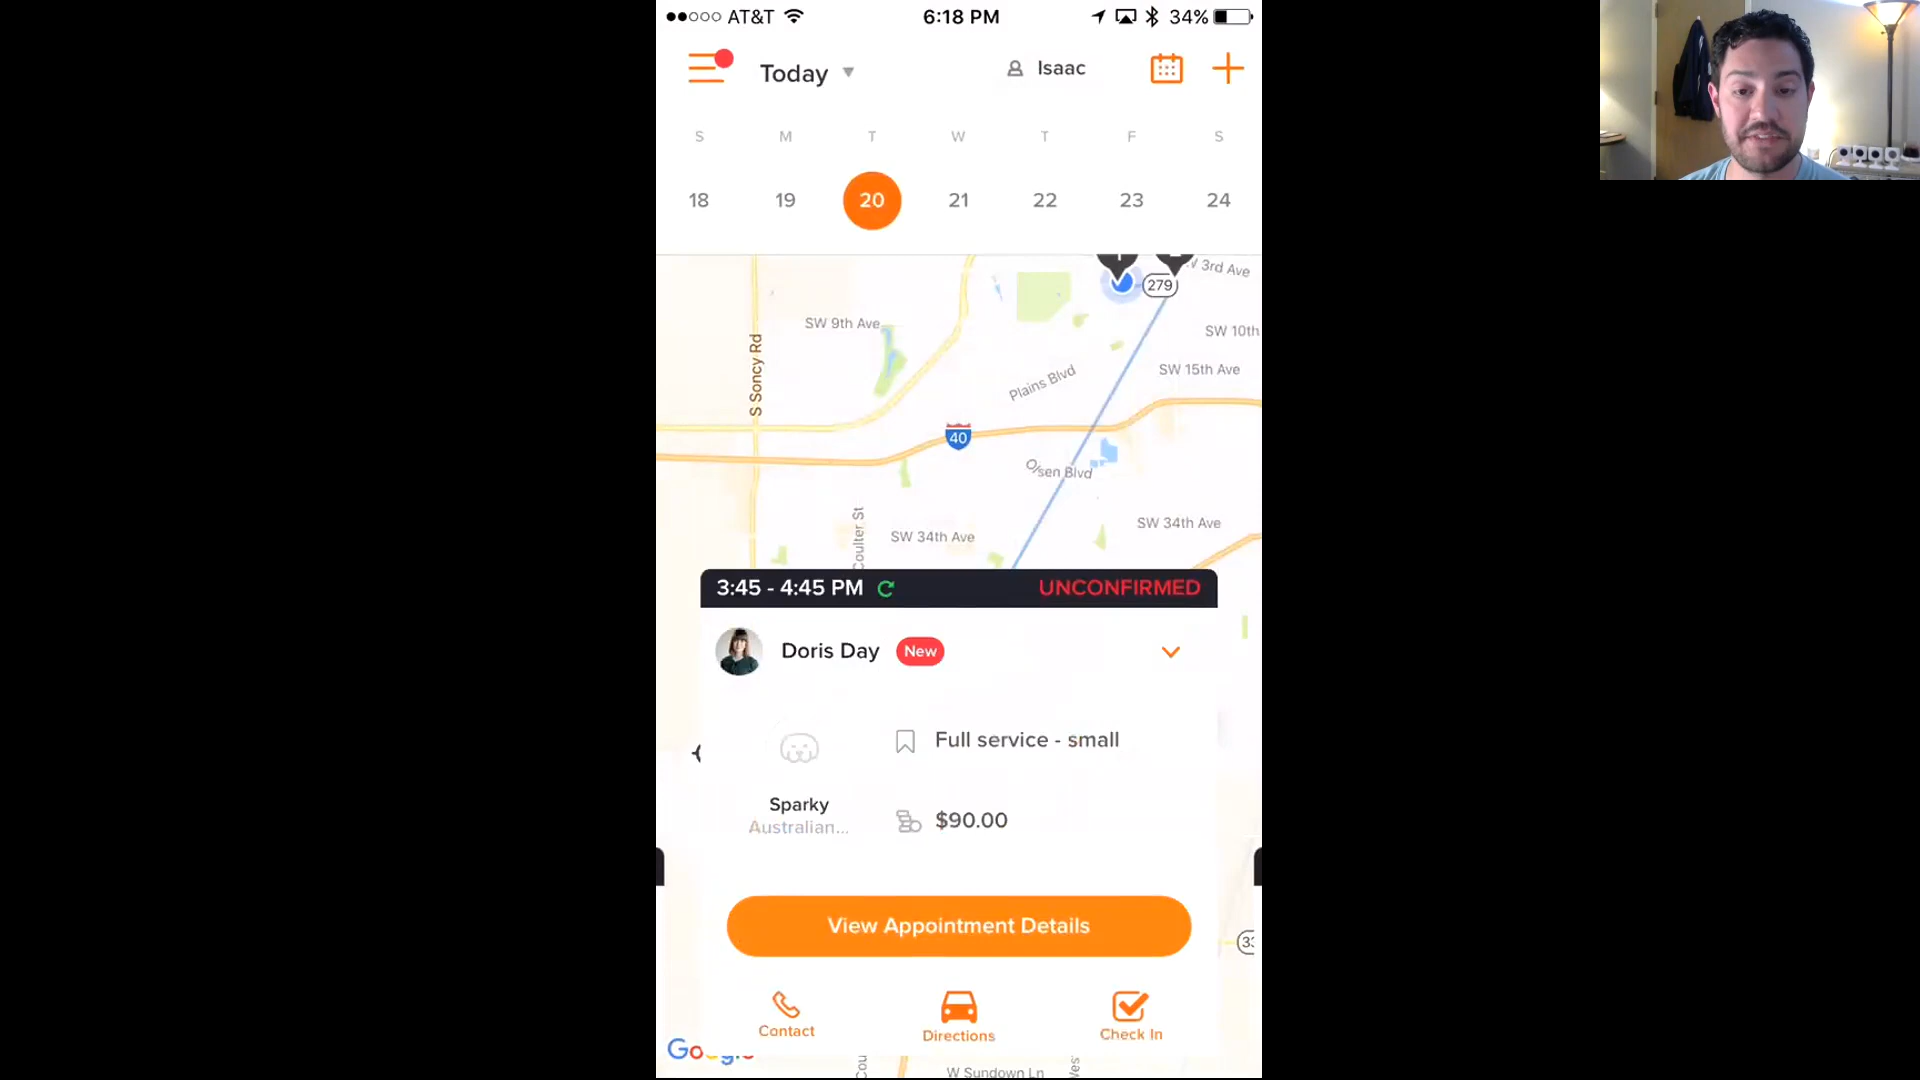 AT&T 6:18 PM 34%
Today Isaac
S M T W T F S
18 19 20 21 22 23 24
3rd Ave
279
SW 9th Ave
SW 10th
S Soncy Rd
SW 15th Ave
Plains Blvd
40
Olsen Blvd
SW 34th Ave
Coulter St
SW 34th Ave
3:45 - 4:45 PM UNCONFIRMED
Doris Day New
Full service - small
Sparky
Australian...
$90.00
View Appointment Details
33
Contact Directions Check In
Google
W Sundown Ln